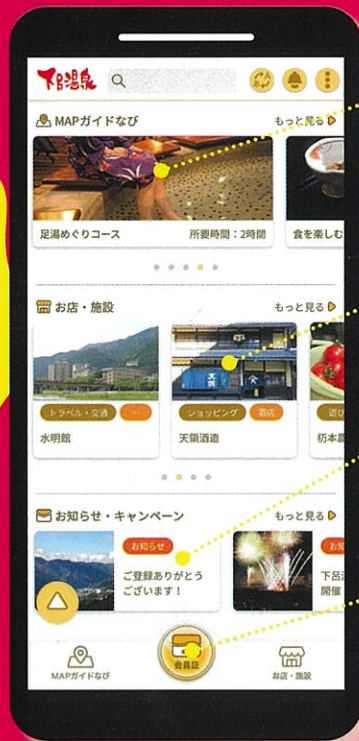 下呂温泉
MAPガイドなび
もっと見る
足湯めぐりコース
所要時間:2時間
食を楽しむ
お店・施設
もっと見る
トラベル・交通
…
ショッピング
酒店
遊び
水明館
天領酒造
杤本農
お知らせ・キャンペーン
もっと見る
お知らせ
ご登録ありがとう
ございます!
お知
下呂温
開催
MAPガイドなび
会員証
お店・施設